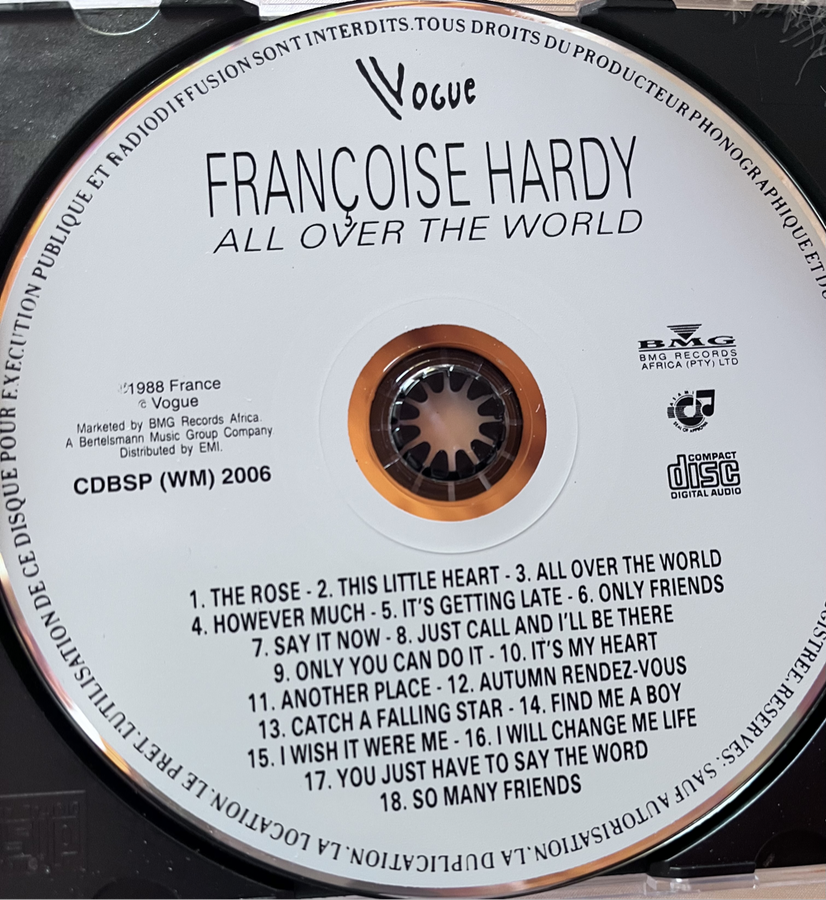 SONT INTERDITS.TOUS DROITS DU PRODUCTEUR PHONOGRAPHIQUE ET DU
Vogue
FRANÇOISE HARDY
ALL OVER THE WORLD
1988 France
Vogue
Marketed by BMG Records Africa.
A Bertelsmann Music Group Company
Distributed by EMI.
CDBSP (WM) 2006
BMG
BMG RECORDS
AFRICA (PTY) LTD
COMPACT
disc
DIGITAL AUDIO
1. THE ROSE - 2. THIS LITTLE HEART - 3. ALL OVER THE WORLD
4. HOWEVER MUCH - 5. IT'S GETTING LATE - 6. ONLY FRIENDS
7. SAY IT NOW - 8. JUST CALL AND I'LL BE THERE
9. ONLY YOU CAN DO IT - 10. IT'S MY HEART
11. ANOTHER PLACE - 12. AUTUMN RENDEZ-VOUS
13. CATCH A FALLING STAR - 14. FIND ME A BOY
15. I WISH IT WERE ME - 16. I WILL CHANGE ME LIFE
17. YOU JUST HAVE TO SAY THE WORD
18. SO MANY FRIENDS
RESERVES: SAUF AUTORISATION.LA DUPLICATION.LA LOCATION.LE PRET.L'UTILISATION DE CE DISQUE POUR EXECUTION PUBLIQUE ET RADIODIFFUSION